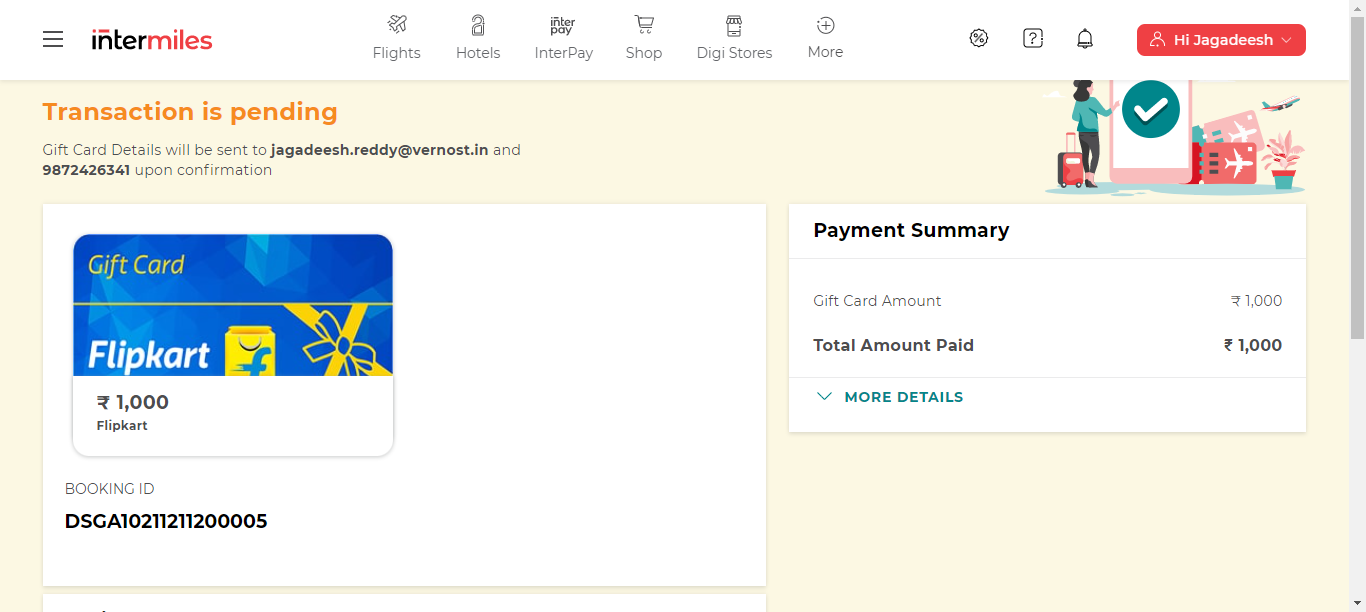 intermiles
Flights
Hotels
inter pay
InterPay
Shop
Digi Stores
More
Hi Jagadeesh
Transaction is pending
Gift Card Details will be sent to jagadeesh.reddy@vernost.in and
9872426341 upon confirmation
Gift Card
Flipkart
₹ 1,000
Flipkart
BOOKING ID
DSGA10211211200005
Payment Summary
Gift Card Amount ₹ 1,000
Total Amount Paid ₹ 1,000
MORE DETAILS